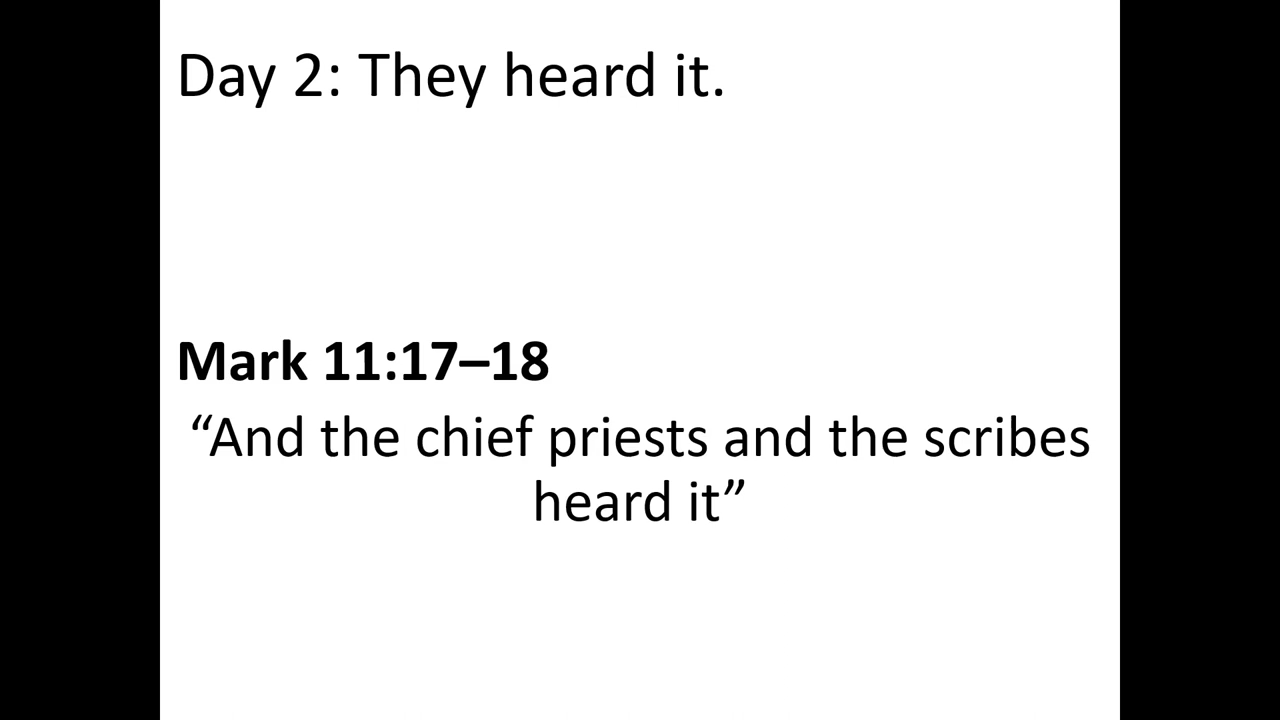 Day 2: They heard it.
Mark 11:17–18
“And the chief priests and the scribes
heard it”